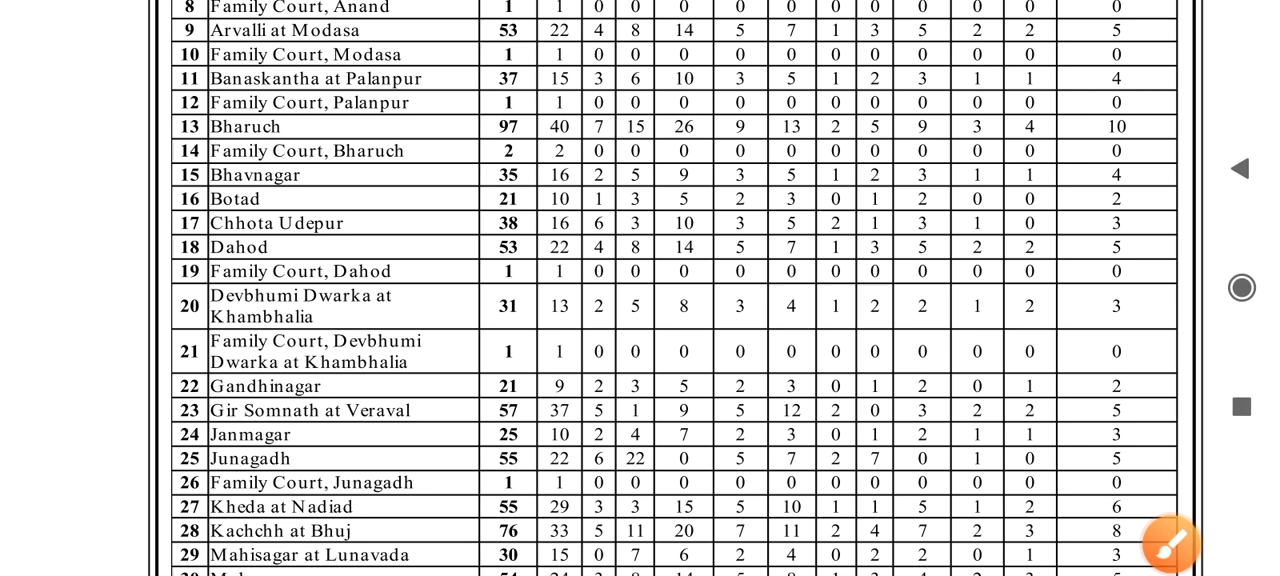 8 Family Court, Anand 1 1 0 0 0 0 0 0 0 0 0 0 0
9 Arvalli at Modasa 53 22 4 8 14 5 7 1 3 5 2 2 5
10 Family Court, Modasa 1 1 0 0 0 0 0 0 0 0 0 0 0
11 Banaskantha at Palanpur 37 15 3 6 10 3 5 1 2 3 1 1 4
12 Family Court, Palanpur 1 1 0 0 0 0 0 0 0 0 0 0 0
13 Bharuch 97 40 7 15 26 9 13 2 5 9 3 4 10
14 Family Court, Bharuch 2 2 0 0 0 0 0 0 0 0 0 0 0
15 Bhavnagar 35 16 2 5 9 3 5 1 2 3 1 1 4
16 Botad 21 10 1 3 5 2 3 0 1 2 0 0 2
17 Chhota Udepur 38 16 6 3 10 3 5 2 1 3 1 0 3
18 Dahod 53 22 4 8 14 5 7 1 3 5 2 2 5
19 Family Court, Dahod 1 1 0 0 0 0 0 0 0 0 0 0 0
20 Devbhumi Dwarka at
Khambhalia 31 13 2 5 8 3 4 1 2 2 1 2 3
21 Family Court, Devbhumi
Dwarka at Khambhalia 1 1 0 0 0 0 0 0 0 0 0 0 0
22 Gandhinagar 21 9 2 3 5 2 3 0 1 2 0 1 2
23 Gir Somnath at Veraval 57 37 5 1 9 5 12 2 0 3 2 2 5
24 Janmagar 25 10 2 4 7 2 3 0 1 2 1 1 3
25 Junagadh 55 22 6 22 0 5 7 2 7 0 1 0 5
26 Family Court, Junagadh 1 1 0 0 0 0 0 0 0 0 0 0 0
27 Kheda at Nadiad 55 29 3 3 15 5 10 1 1 5 1 2 6
28 Kachchh at Bhuj 76 33 5 11 20 7 11 2 4 7 2 3 8
29 Mahisagar at Lunavada 30 15 0 7 6 2 4 0 2 2 0 1 3